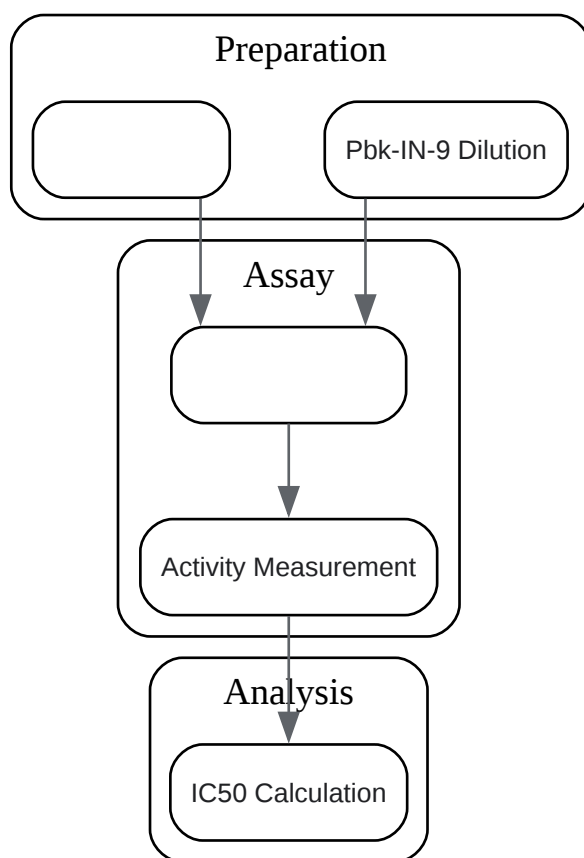 Preparation
Pbk-IN-9 Dilution
Assay
Activity Measurement
Analysis
IC50 Calculation